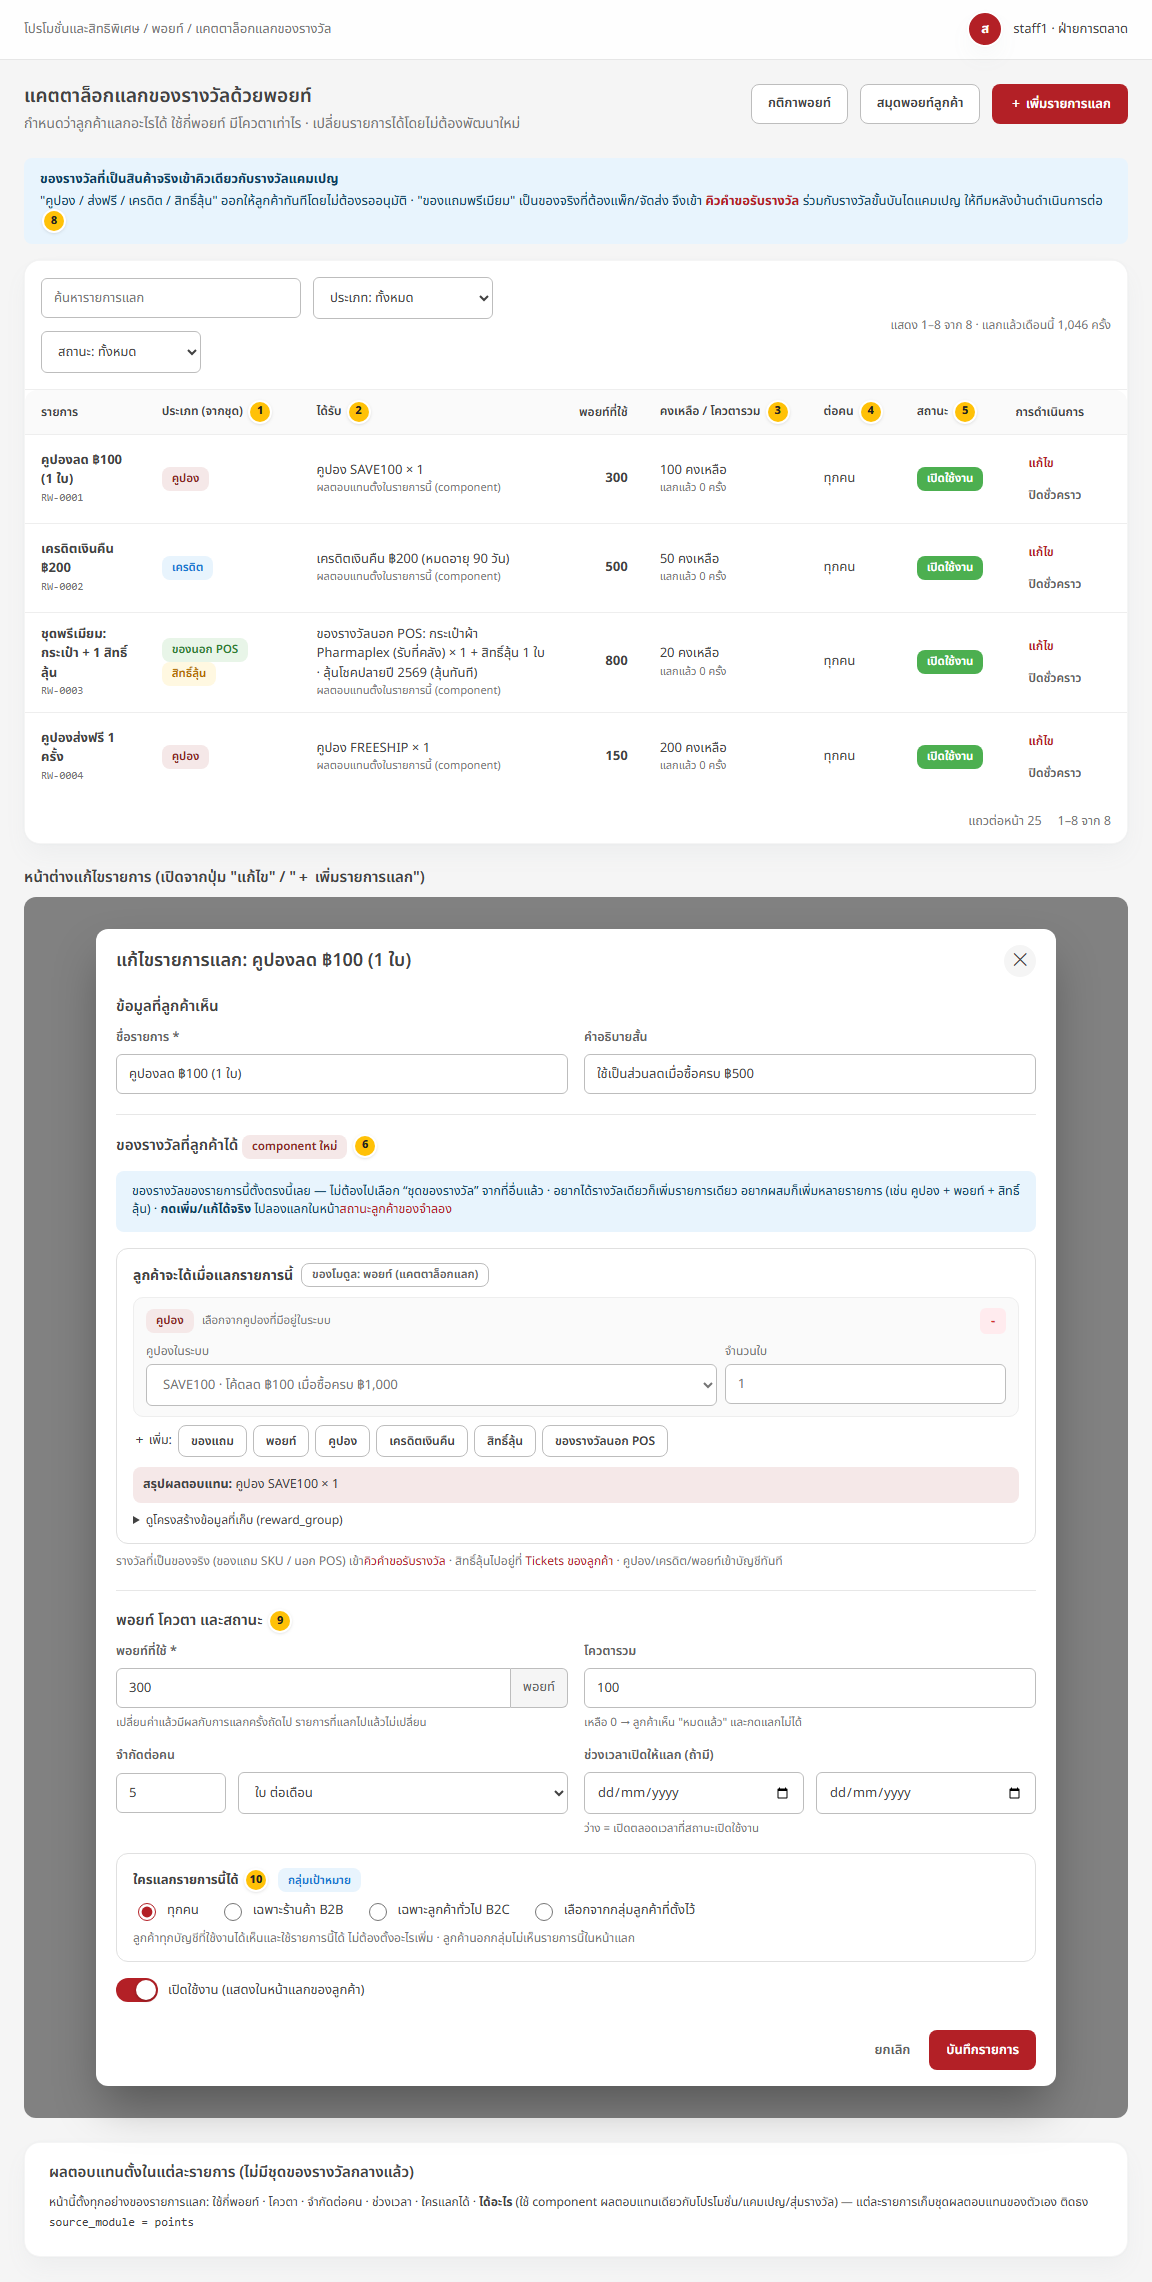 โปรโมชั่นและสิทธิพิเศษ / พอยท์ / แคตตาล็อกแลกของรางวัล
ส staff1 · ฝ่ายการตลาด
แคตตาล็อกแลกของรางวัลด้วยพอยท์
กำหนดว่าลูกค้าแลกอะไรได้ ใช้กี่พอยท์ มีโควตาเท่าไร · เปลี่ยนรายการได้โดยไม่ต้องพัฒนาใหม่
กติกาพอยท์ สมุดพอยท์ลูกค้า + เพิ่มรายการแลก
ของรางวัลที่เป็นสินค้าจริงเข้าคิวเดียวกับรางวัลแคมเปญ
"คูปอง / ส่งฟรี / เครดิต / สิทธิ์ลุ้น" ออกให้ลูกค้าทันทีโดยไม่ต้องรออนุมัติ · "ของแถมพรีเมียม" เป็นของจริงที่ต้องแพ็ก/จัดส่ง จึงเข้า คิวคำขอรับรางวัล ร่วมกับรางวัลขั้นบันไดแคมเปญ ให้ทีมหลังบ้านดำเนินการต่อ
8
ค้นหารายการแลก ประเภท: ทั้งหมด
แสดง 1–8 จาก 8 · แลกแล้วเดือนนี้ 1,046 ครั้ง
สถานะ: ทั้งหมด
รายการ ประเภท (จากชุด) 1 ได้รับ 2 พอยท์ที่ใช้ คงเหลือ / โควตารวม 3 ต่อคน 4 สถานะ 5 การดำเนินการ
คูปองลด ฿100 (1 ใบ)
RW-0001
คูปอง
คูปอง SAVE100 × 1
ผลตอบแทนตั้งในรายการนี้ (component)
300
100 คงเหลือ
แลกแล้ว 0 ครั้ง
ทุกคน
เปิดใช้งาน
แก้ไข
ปิดชั่วคราว
เครดิตเงินคืน ฿200
RW-0002
เครดิต
เครดิตเงินคืน ฿200 (หมดอายุ 90 วัน)
ผลตอบแทนตั้งในรายการนี้ (component)
500
50 คงเหลือ
แลกแล้ว 0 ครั้ง
ทุกคน
เปิดใช้งาน
แก้ไข
ปิดชั่วคราว
ชุดพรีเมียม: กระเป๋า + 1 สิทธิ์ลุ้น
RW-0003
ของนอก POS
สิทธิ์ลุ้น
ของรางวัลนอก POS: กระเป๋าผ้า
Pharmaplex (รับที่คลัง) × 1 + สิทธิ์ลุ้น 1 ใบ
· ลุ้นโชคปลายปี 2569 (ลุ้นทันที)
ผลตอบแทนตั้งในรายการนี้ (component)
800
20 คงเหลือ
แลกแล้ว 0 ครั้ง
ทุกคน
เปิดใช้งาน
แก้ไข
ปิดชั่วคราว
คูปองส่งฟรี 1 ครั้ง
RW-0004
คูปอง
คูปอง FREESHIP × 1
ผลตอบแทนตั้งในรายการนี้ (component)
150
200 คงเหลือ
แลกแล้ว 0 ครั้ง
ทุกคน
เปิดใช้งาน
แก้ไข
ปิดชั่วคราว
แถวต่อหน้า 25 1–8 จาก 8
หน้าต่างแก้ไขรายการ (เปิดจากปุ่ม "แก้ไข" / "+ เพิ่มรายการแลก")
แก้ไขรายการแลก: คูปองลด ฿100 (1 ใบ)
ข้อมูลที่ลูกค้าเห็น
ชื่อรายการ * คำอธิบายสั้น
คูปองลด ฿100 (1 ใบ) ใช้เป็นส่วนลดเมื่อซื้อครบ ฿500
ของรางวัลที่ลูกค้าได้ component ใหม่ 6
ของรางวัลของรายการนี้ตั้งตรงนี้เลย — ไม่ต้องไปเลือก “ชุดของรางวัล” จากที่อื่นแล้ว · อยากได้รางวัลเดียวก็เพิ่มรายการเดียว อยากผสมก็เพิ่มหลายรายการ (เช่น คูปอง + พอยท์ + สิทธิ์
ลุ้น) · กดเพิ่ม/แก้ได้จริง ไปลองแลกในหน้าสถานะลูกค้าของจำลอง
ลูกค้าจะได้เมื่อแลกรายการนี้ ของโมดูล: พอยท์ (แคตตาล็อกแลก)
คูปอง เลือกจากคูปองที่มีอยู่ในระบบ -
คูปองในระบบ จำนวนใบ
SAVE100 · โค้ดลด ฿100 เมื่อซื้อครบ ฿1,000 1
+ เพิ่ม: ของแถม พอยท์ คูปอง เครดิตเงินคืน สิทธิ์ลุ้น ของรางวัลนอก POS
สรุปผลตอบแทน: คูปอง SAVE100 × 1
ดูโครงสร้างข้อมูลที่เก็บ (reward_group)
รางวัลที่เป็นของจริง (ของแถม SKU / นอก POS) เข้าคิวคำขอรับรางวัล · สิทธิ์ลุ้นไปอยู่ที่ Tickets ของลูกค้า · คูปอง/เครดิต/พอยท์เข้าบัญชีทันที
พอยท์ โควตา และสถานะ 9
พอยท์ที่ใช้ * โควตารวม
300 พอยท์ 100
เปลี่ยนค่าแล้วมีผลกับการแลกครั้งถัดไป รายการที่แลกไปแล้วไม่เปลี่ยน เหลือ 0 → ลูกค้าเห็น "หมดแล้ว" และกดแลกไม่ได้
จำกัดต่อคน ช่วงเวลาเปิดให้แลก (ถ้ามี)
5 ใบ ต่อเดือน dd/mm/yyyy dd/mm/yyyy
ว่าง = เปิดตลอดเวลาที่สถานะเปิดใช้งาน
ใครแลกรายการนี้ได้ 10 กลุ่มเป้าหมาย
ทุกคน เฉพาะร้านค้า B2B เฉพาะลูกค้าทั่วไป B2C เลือกจากกลุ่มลูกค้าที่ตั้งไว้
ลูกค้าทุกบัญชีที่ใช้งานได้เห็นและใช้รายการนี้ได้ ไม่ต้องตั้งอะไรเพิ่ม · ลูกค้านอกกลุ่มไม่เห็นรายการนี้ในหน้าแลก
เปิดใช้งาน (แสดงในหน้าแลกของลูกค้า)
ยกเลิก บันทึกรายการ
ผลตอบแทนตั้งในแต่ละรายการ (ไม่มีชุดของรางวัลกลางแล้ว)
หน้านี้ตั้งทุกอย่างของรายการแลก: ใช้กี่พอยท์ · โควตา · จำกัดต่อคน · ช่วงเวลา · ใครแลกได้ · ได้อะไร (ใช้ component ผลตอบแทนเดียวกับโปรโมชั่น/แคมเปญ/สุ่มรางวัล) — แต่ละรายการเก็บชุดผลตอบแทนของตัวเอง ติดธง
source_module = points